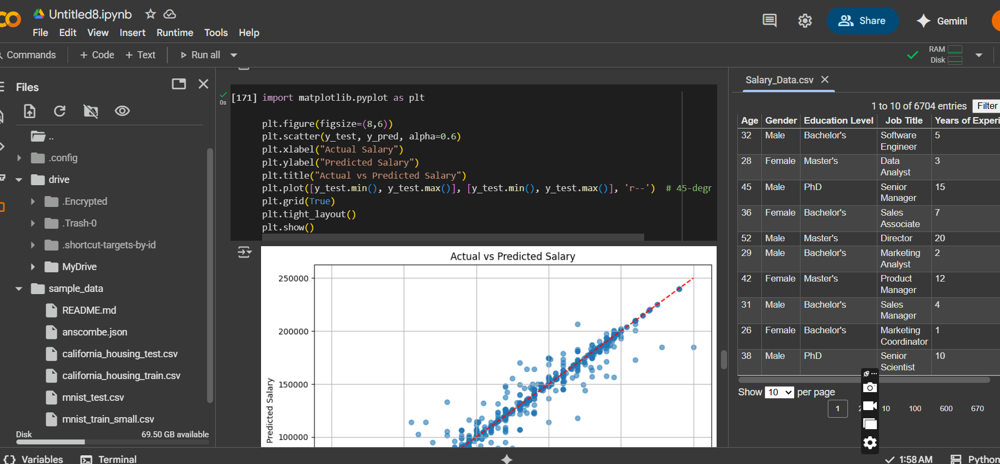 Untitled8.ipynb
File Edit View Insert Runtime Tools Help
Share
Gemini
Commands + Code + Text Run all
RAM
Disk
Files
..
.config
drive
.Encrypted
.Trash-0
.shortcut-targets-by-id
MyDrive
sample_data
README.md
anscombe.json
california_housing_test.csv
california_housing_train.csv
mnist_test.csv
mnist_train_small.csv
Disk 69.50 GB available
0s
[171] import matplotlib.pyplot as plt
plt.figure(figsize=(8,6))
plt.scatter(y_test, y_pred, alpha=0.6)
plt.xlabel("Actual Salary")
plt.ylabel("Predicted Salary")
plt.title("Actual vs Predicted Salary")
plt.plot([y_test.min(), y_test.max()], [y_test.min(), y_test.max()], 'r--') # 45-degr
plt.grid(True)
plt.tight_layout()
plt.show()
Actual vs Predicted Salary
250000
200000
150000
100000
Predicted Salary
Salary_Data.csv
1 to 10 of 6704 entries Filter
Age Gender Education Level Job Title Years of Experi
32 Male Bachelor's Software Engineer 5
28 Female Master's Data Analyst 3
45 Male PhD Senior Manager 15
36 Female Bachelor's Sales Associate 7
52 Male Master's Director 20
29 Male Bachelor's Marketing Analyst 2
42 Female Master's Product Manager 12
31 Male Bachelor's Sales Manager 4
26 Female Bachelor's Marketing Coordinator 1
38 Male PhD Senior Scientist 10
Show 10 per page
1 2 10 100 600 670
Variables Terminal
1:58 AM Python